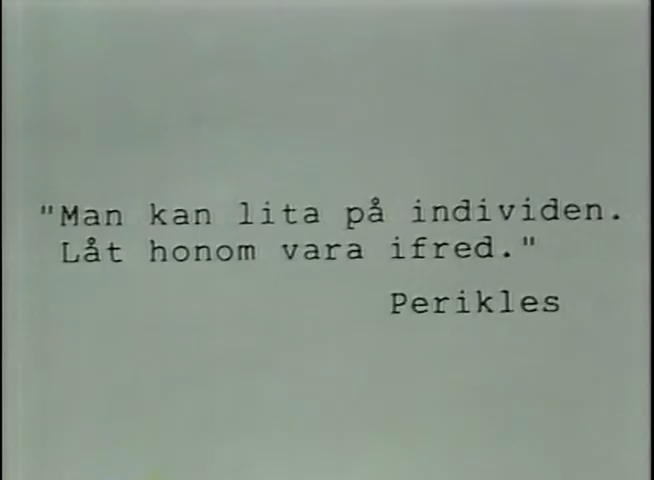 "Man kan lita på individen.
Låt honom vara ifred."
Perikles